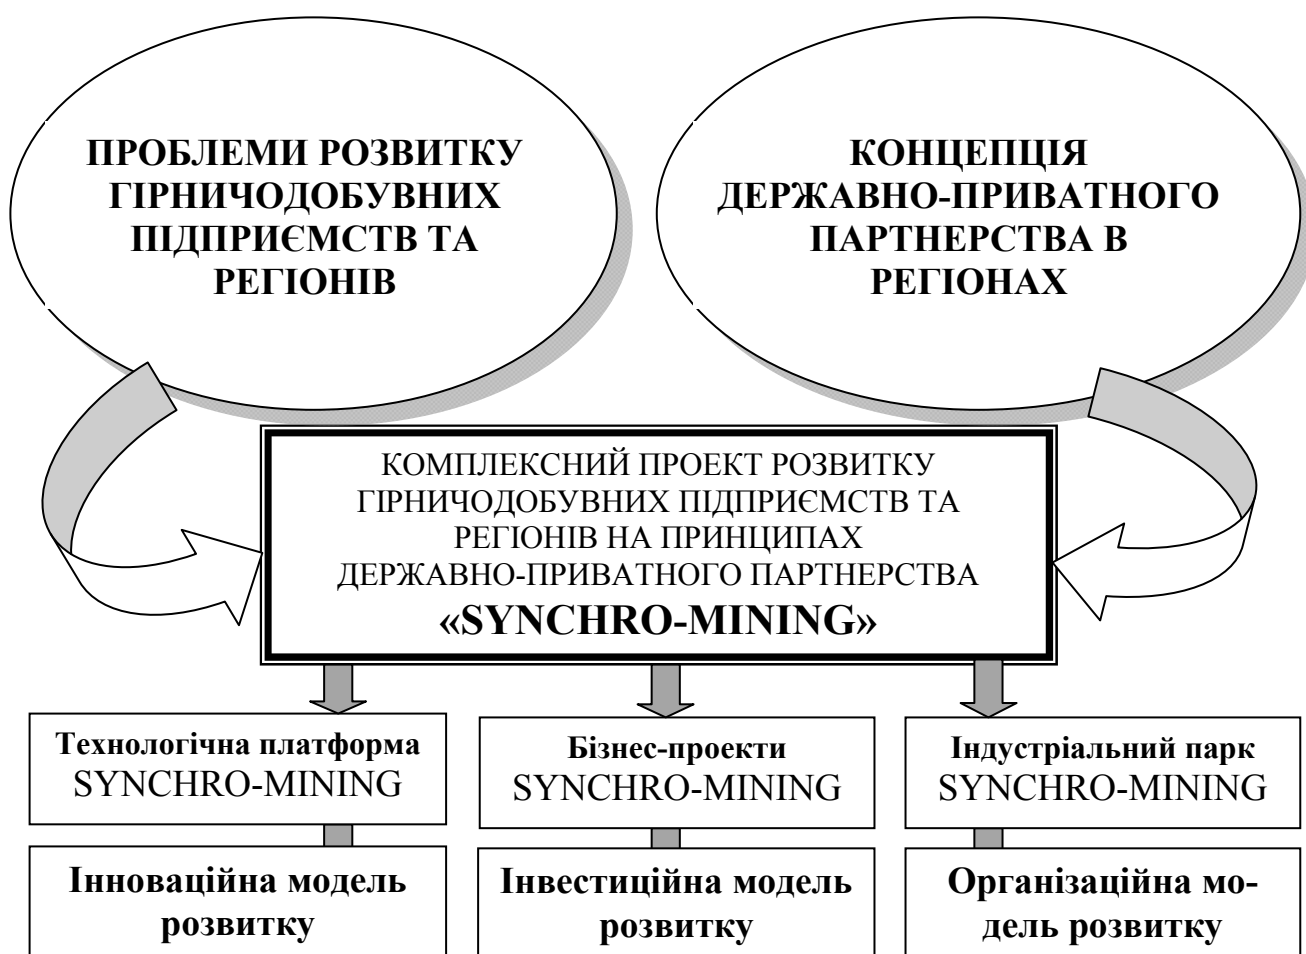 ПРОБЛЕМИ РОЗВИТКУ
ГІРНИЧОДОБУВНИХ
ПІДПРИЄМСТВ ТА
РЕГІОНІВ
КОНЦЕПЦІЯ
ДЕРЖАВНО-ПРИВАТНОГО
ПАРТНЕРСТВА В
РЕГІОНАХ
КОМПЛЕКСНИЙ ПРОЕКТ РОЗВИТКУ
ГІРНИЧОДОБУВНИХ ПІДПРИЄМСТВ ТА
РЕГІОНІВ НА ПРИНЦИПАХ
ДЕРЖАВНО-ПРИВАТНОГО ПАРТНЕРСТВА
«SYNCHRO-MINING»
Технологічна платформа
SYNCHRO-MINING
Бізнес-проекти
SYNCHRO-MINING
Індустріальний парк
SYNCHRO-MINING
Інноваційна модель
розвитку
Інвестиційна модель
розвитку
Організаційна мо-
дель розвитку